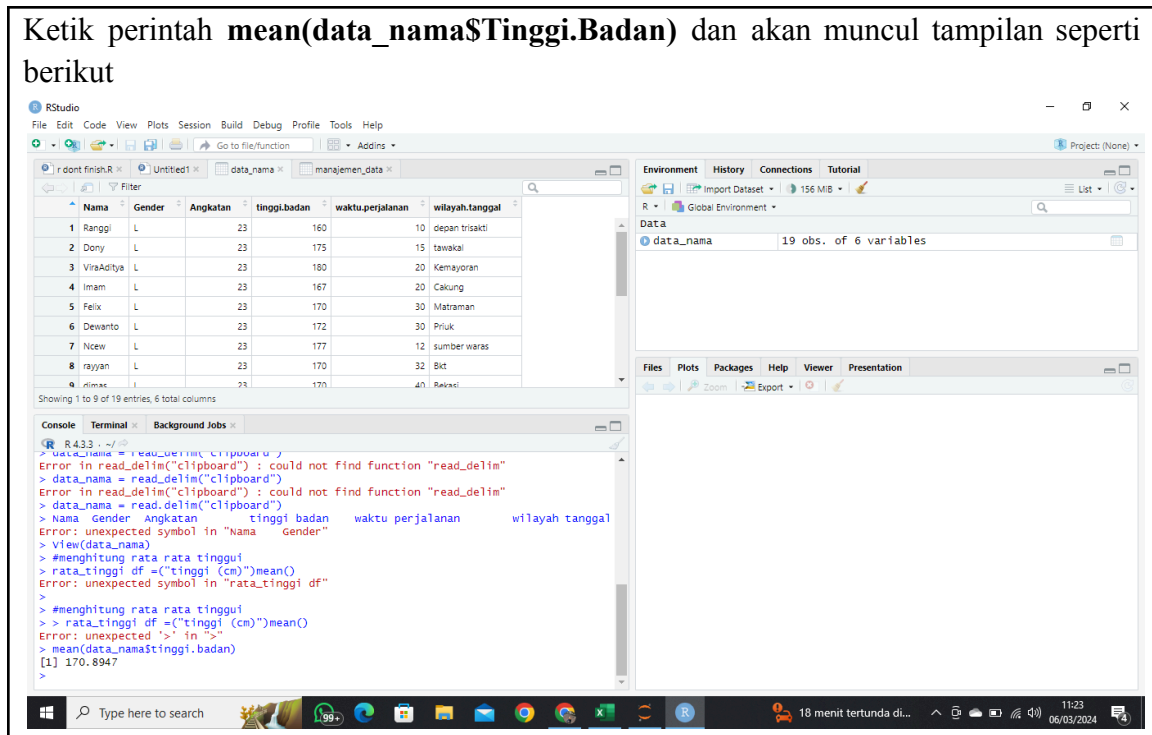 Ketik perintah mean(data_nama$Tinggi.Badan) dan akan muncul tampilan seperti
berikut
RStudio
File Edit Code View Plots Session Build Debug Profile Tools Help
Go to file/function Addins
Project: (None)
r dont finish.R Untitled1 data_nama manajemen_data
Filter
Nama Gender Angkatan tinggi.badan waktu.perjalanan wilayah.tanggal
1 Ranggi L 23 160 10 depan trisakti
2 Dony L 23 175 15 tawakal
3 ViraAditya L 23 180 20 Kemayoran
4 Imam L 23 167 20 Cakung
5 Felix L 23 170 30 Matraman
6 Dewanto L 23 172 30 Priuk
7 Ncew L 23 177 12 sumber waras
8 rayyan L 23 170 32 Bkt
9 dimas L 23 170 40 Bekasi
Showing 1 to 9 of 19 entries, 6 total columns
Console Terminal Background Jobs
R 4.3.3 · ~/
> data_nama = read_delim("clipboard")
Error in read_delim("clipboard") : could not find function "read_delim"
> data_nama = read_delim("clipboard")
Error in read_delim("clipboard") : could not find function "read_delim"
> data_nama = read.delim("clipboard")
> Nama Gender Angkatan tinggi badan waktu perjalanan wilayah tanggal
Error: unexpected symbol in "Nama Gender"
> View(data_nama)
> #menghitung rata rata tinggui
> rata_tinggi df =("tinggi (cm)")mean()
Error: unexpected symbol in "rata_tinggi df"
>
> #menghitung rata rata tinggui
> > rata_tinggi df =("tinggi (cm)")mean()
Error: unexpected '>' in ">"
> mean(data_nama$tinggi.badan)
[1] 170.8947
>
Environment History Connections Tutorial
Import Dataset 156 MiB List
R Global Environment
Data
data_nama 19 obs. of 6 variables
Files Plots Packages Help Viewer Presentation
Zoom Export
Type here to search
99+
18 menit tertunda di...
11:23
06/03/2024
4